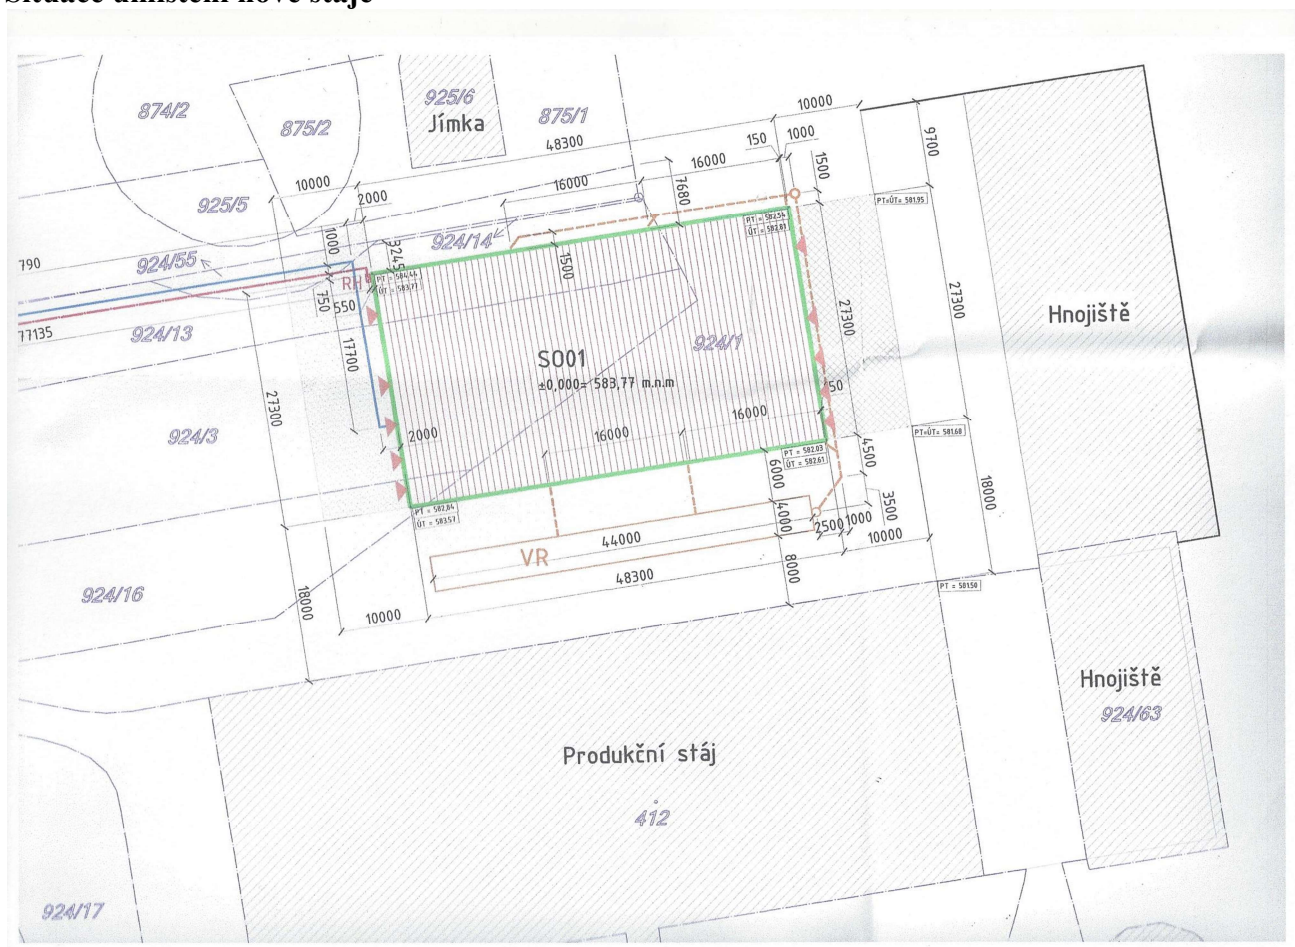 Situace umístění nové stáje
874/2
875/2
925/6
Jímka
875/1
48300
10000
150
1000
9700
1500
10000
2000
16000
16000
7680
925/5
PT=ÚT= 581.95
790
924/55
1000
3245
924/14
1500
PT = 582.54
ÚT = 582.81
RH
PT = 584.44
ÚT = 583.77
750
550
77135
924/13
17700
27300
27300
Hnojiště
924/1
SO01
±0,000= 583,77 m.n.m
27300
924/3
2000
16000
16000
50
PT=ÚT= 581.68
PT = 582.03
ÚT = 582.61
4500
6000
18000
3500
PT = 582,84
ÚT = 583.57
4000
2500
1000
10000
44000
VR
48300
8000
PT = 581.50
924/16
18000
10000
Hnojiště
924/63
Produkční stáj
412
924/17